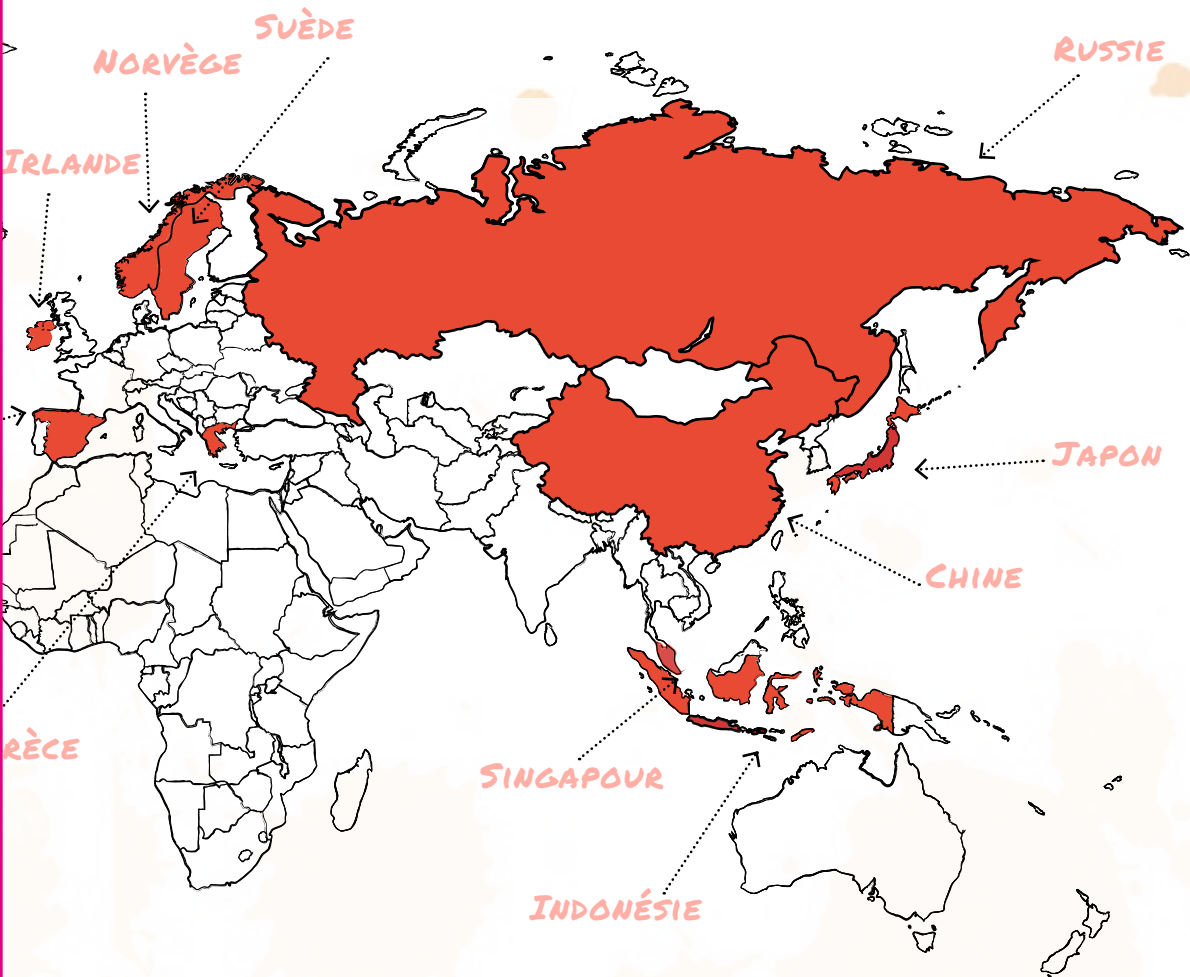 Suède
Norvège
Russie
Irlande
Japon
Chine
rèce
Singapour
Indonésie